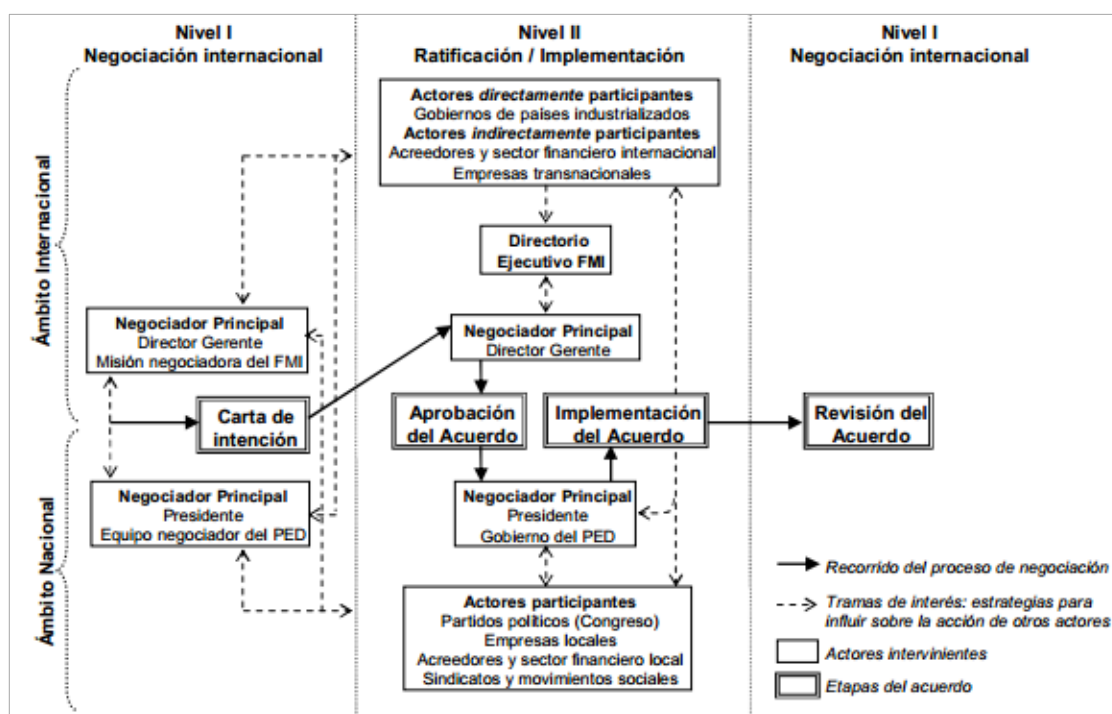 Nivel I
Negociación internacional
Nivel II
Ratificación / Implementación
Nivel I
Negociación internacional
Ámbito Internacional
Ámbito Nacional
Actores directamente participantes
Gobiernos de países industrializados
Actores indirectamente participantes
Acreedores y sector financiero internacional
Empresas transnacionales
Directorio
Ejecutivo FMI
Negociador Principal
Director Gerente
Misión negociadora del FMI
Negociador Principal
Director Gerente
Carta de
intención
Aprobación
del Acuerdo
Implementación
del Acuerdo
Revisión del
Acuerdo
Negociador Principal
Presidente
Equipo negociador del PED
Negociador Principal
Presidente
Gobierno del PED
Actores participantes
Partidos políticos (Congreso)
Empresas locales
Acreedores y sector financiero local
Sindicatos y movimientos sociales
Recorrido del proceso de negociación
Tramas de interés: estrategias para
influir sobre la acción de otros actores
Actores intervinientes
Etapas del acuerdo